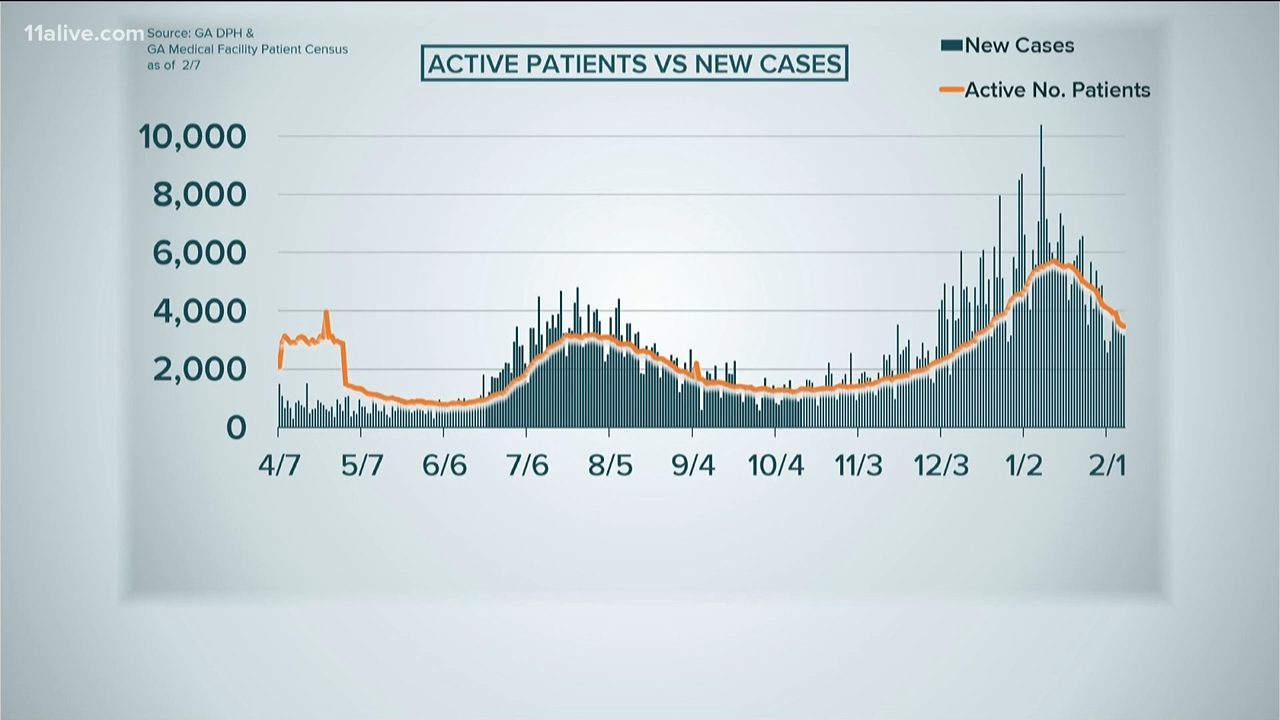 11alive.com
Source: GA DPH &
GA Medical Facility Patient Census
as of 2/7
ACTIVE PATIENTS VS NEW CASES
New Cases
Active No. Patients
10,000
8,000
6,000
4,000
2,000
0
4/7 5/7 6/6 7/6 8/5 9/4 10/4 11/3 12/3 1/2 2/1